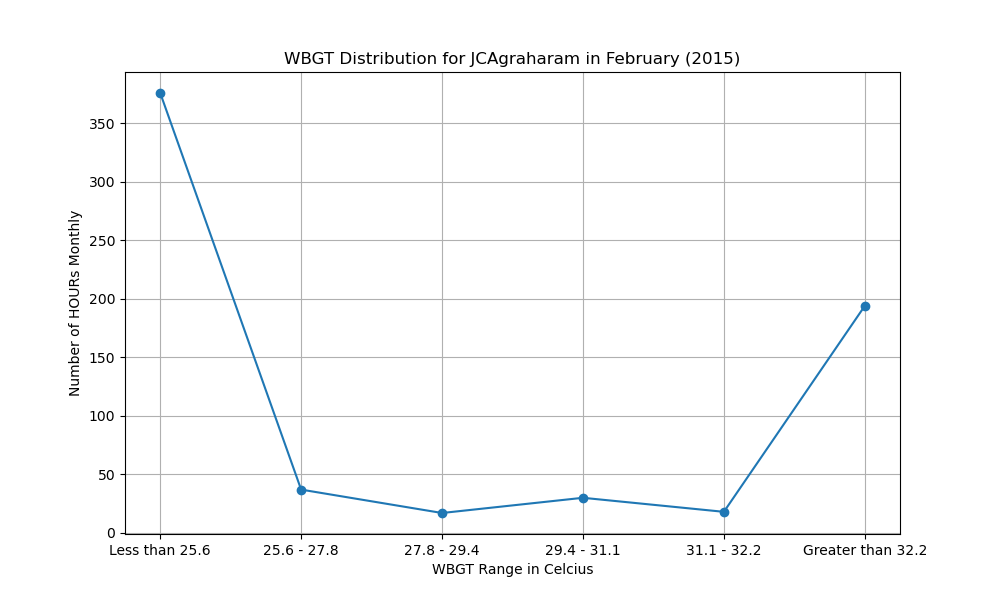 WBGT Distribution for JCAgraharam in February (2015)
Number of HOURs Monthly
350
300
250
200
150
100
50
0
Less than 25.6 25.6 - 27.8 27.8 - 29.4 29.4 - 31.1 31.1 - 32.2 Greater than 32.2
WBGT Range in Celcius